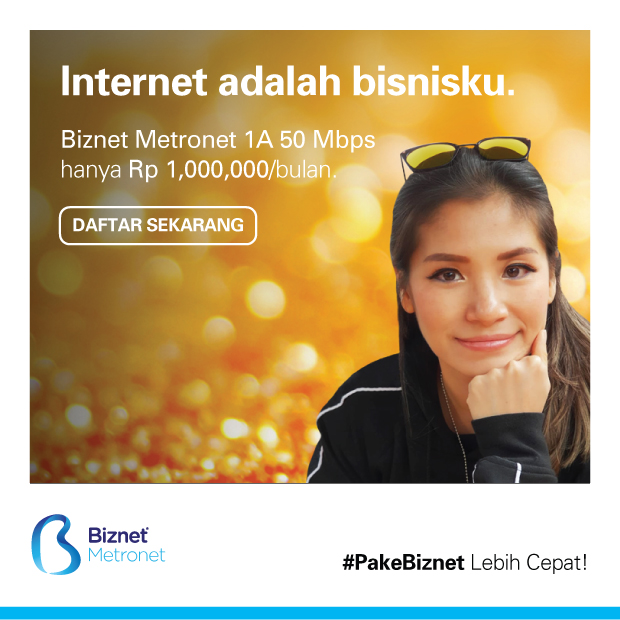 Internet adalah bisnisku.
Biznet Metronet 1A 50 Mbps
hanya Rp 1,000,000/bulan.
DAFTAR SEKARANG
Biznet
Metronet
#PakeBiznet Lebih Cepat!